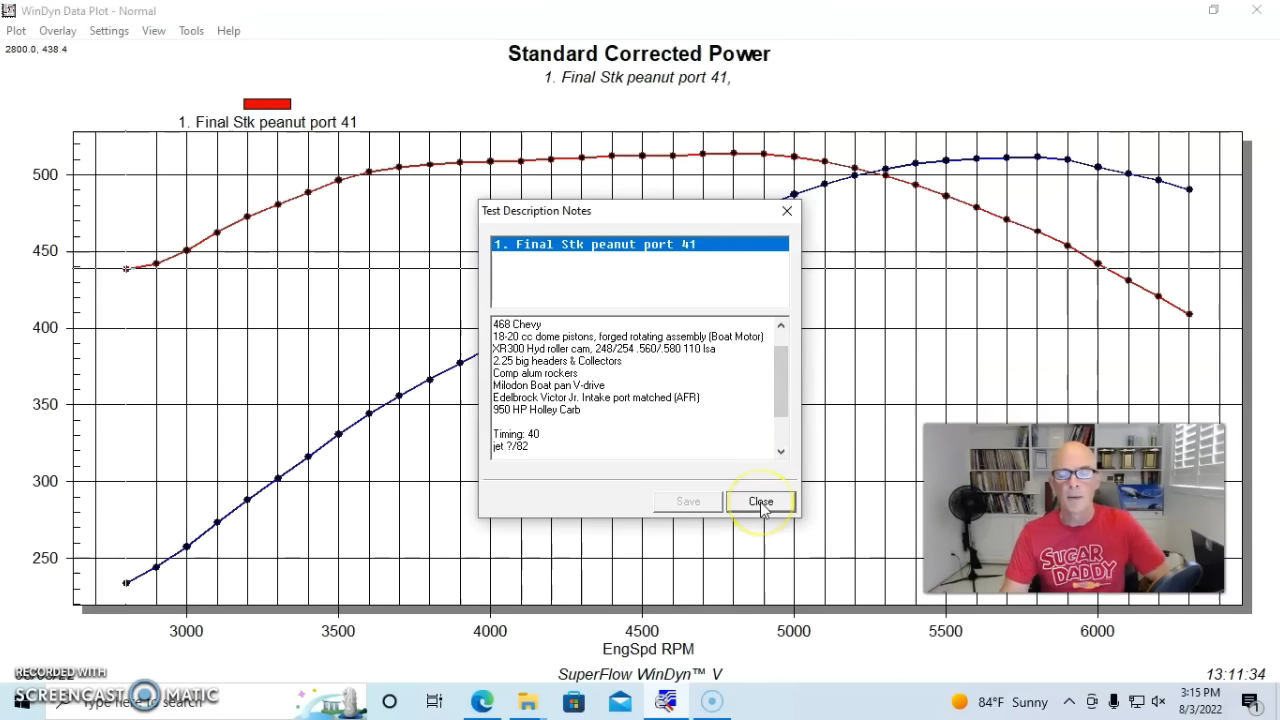 WinDyn Data Plot - Normal
Plot Overlay Settings View Tools Help
2800.0, 438.4
Standard Corrected Power
1. Final Stk peanut port 41,
1. Final Stk peanut port 41
500
450
400
350
300
250
Test Description Notes
1. Final Stk peanut port 41
468 Chevy
18-20 cc dome pistons, forged rotating assembly (Boat Motor)
XR300 Hyd roller cam, 248/254 .560/.580 110 lsa
2.25 big headers & Collectors
Comp alum rockers
Milodon Boat pan V-drive
Edelbrock Victor Jr. Intake port matched (AFR)
950 HP Holley Carb
Timing: 40
jet ?/82
Save Close
SUGAR
DADDY
3000 3500 4000 4500 5000 5500 6000
EngSpd RPM
SuperFlow WinDyn™ V
13:11:34
RECORDED WITH
SCREENCAST MATIC
to search
84°F Sunny
3:15 PM
8/3/2022
1